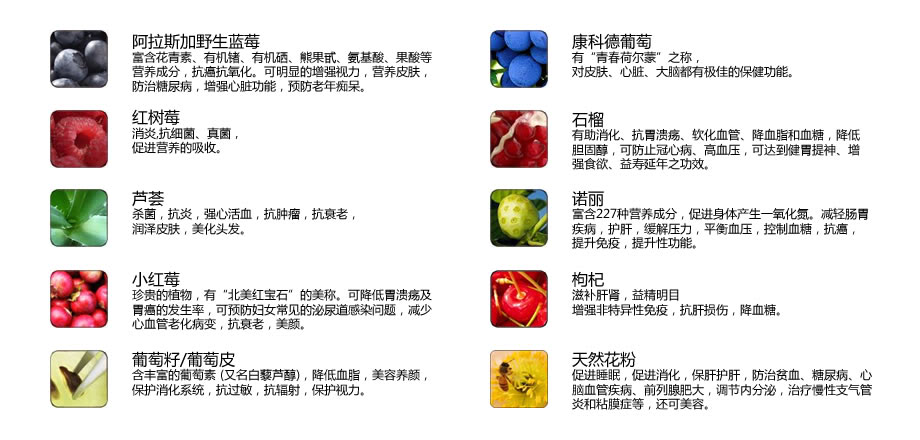 阿拉斯加野生蓝莓
富含花青素、有机锗、有机硒、熊果甙、氨基酸、果酸等
营养成分，抗癌抗氧化。可明显的增强视力，营养皮肤，
防治糖尿病，增强心脏功能，预防老年痴呆。
红树莓
消炎,抗细菌、真菌，
促进营养的吸收。
芦荟
杀菌，抗炎，强心活血，抗肿瘤，抗衰老，
润泽皮肤，美化头发。
小红莓
珍贵的植物，有“北美红宝石”的美称。可降低胃溃疡及
胃癌的发生率，可预防妇女常见的泌尿道感染问题，减少
心血管老化病变，抗衰老，美颜。
葡萄籽/葡萄皮
含丰富的葡萄素 (又名白藜芦醇)，降低血脂，美容养颜，
保护消化系统，抗过敏，抗辐射，保护视力。
康科德葡萄
有“青春荷尔蒙”之称，
对皮肤、心脏、大脑都有极佳的保健功能。
石榴
有助消化、抗胃溃疡、软化血管、降血脂和血糖，降低
胆固醇，可防止冠心病、高血压，可达到健胃提神、增
强食欲、益寿延年之功效。
诺丽
富含227种营养成分，促进身体产生一氧化氮。减轻肠胃
疾病，护肝，缓解压力，平衡血压，控制血糖，抗癌，
提升免疫，提升性功能。
枸杞
滋补肝肾，益精明目
增强非特异性免疫，抗肝损伤，降血糖。
天然花粉
促进睡眠，促进消化，保肝护肝，防治贫血、糖尿病、心
脑血管疾病、前列腺肥大，调节内分泌，治疗慢性支气管
炎和粘膜症等，还可美容。